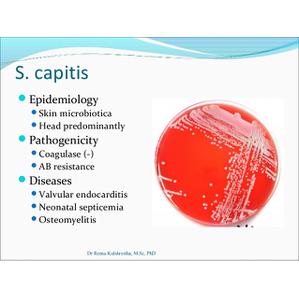 S. capitis
Epidemiology
Skin microbiotica
Head predominantly
Pathogenicity
Coagulase (-)
AB resistance
Diseases
Valvular endocarditis
Neonatal septicemia
Osteomyelitis
Dr Reena Kulshrestha, M.Sc, PhD